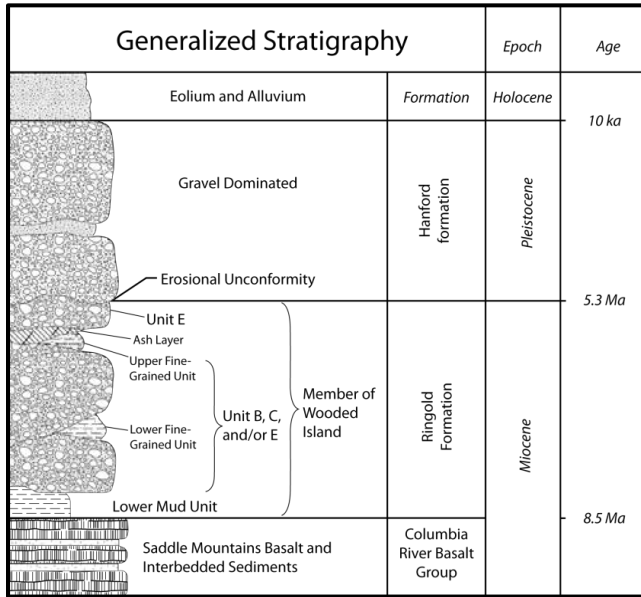 Generalized Stratigraphy
Epoch
Age
Eolium and Alluvium
Formation
Holocene
10 ka
Gravel Dominated
Hanford
formation
Pleistocene
Erosional Unconformity
5.3 Ma
Unit E
Ash Layer
Upper Fine-
Grained Unit
Unit B, C,
and/or E
Member of
Wooded
Island
Ringold
Formation
Miocene
Lower Fine-
Grained Unit
Lower Mud Unit
8.5 Ma
Saddle Mountains Basalt and
Interbedded Sediments
Columbia
River Basalt
Group